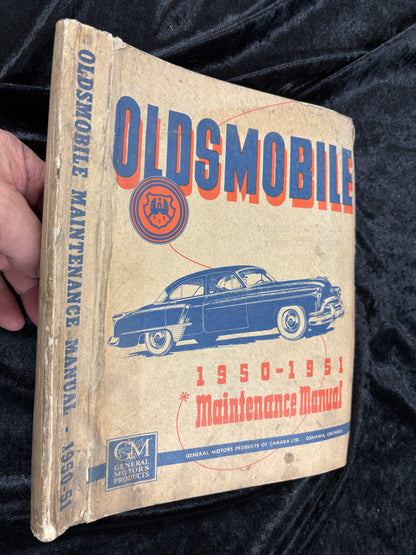 OLDSMOBILE MAINTENANCE MANUAL - 1950-51
OLDSMOBILE
1950-1951
*Maintenance Manual
GM
GENERAL
MOTORS
PRODUCTS
GENERAL MOTORS PRODUCTS OF CANADA LTD. OSHAWA, ONTARIO